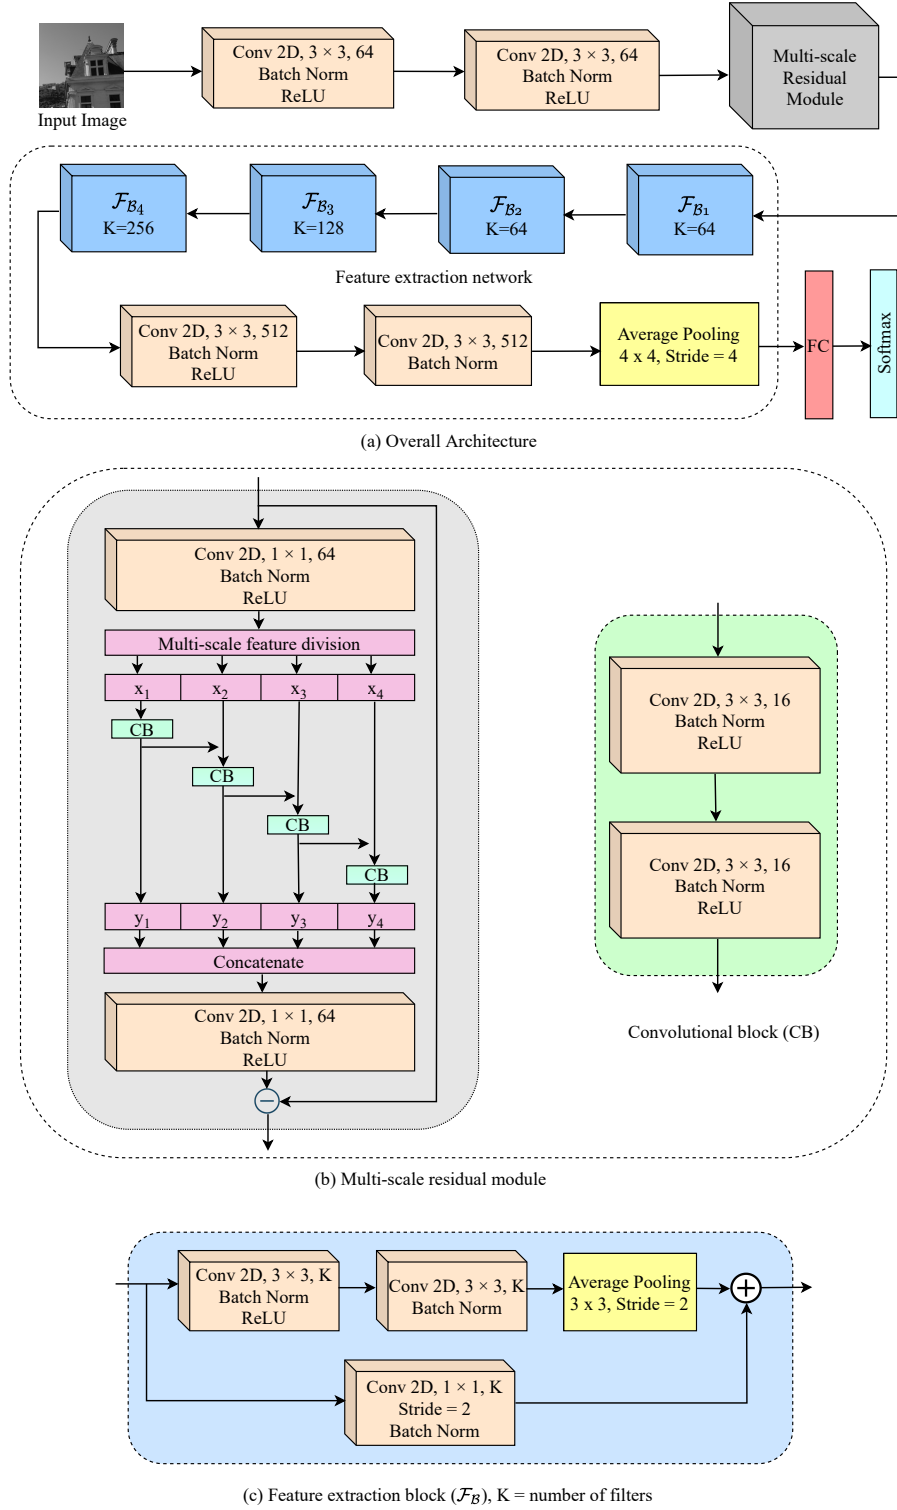 Input Image
Conv 2D, 3 × 3, 64
Batch Norm
ReLU
Conv 2D, 3 × 3, 64
Batch Norm
ReLU
Multi-scale
Residual
Module
ℱℬ₄
K=256
ℱℬ₃
K=128
ℱℬ₂
K=64
ℱℬ₁
K=64
Feature extraction network
Conv 2D, 3 × 3, 512
Batch Norm
ReLU
Conv 2D, 3 × 3, 512
Batch Norm
Average Pooling
4 x 4, Stride = 4
FC
Softmax
(a) Overall Architecture
Conv 2D, 1 × 1, 64
Batch Norm
ReLU
Multi-scale feature division
x₁ x₂ x₃ x₄
CB
CB
CB
CB
y₁ y₂ y₃ y₄
Concatenate
Conv 2D, 1 × 1, 64
Batch Norm
ReLU
Conv 2D, 3 × 3, 16
Batch Norm
ReLU
Conv 2D, 3 × 3, 16
Batch Norm
ReLU
Convolutional block (CB)
(b) Multi-scale residual module
Conv 2D, 3 × 3, K
Batch Norm
ReLU
Conv 2D, 3 × 3, K
Batch Norm
Average Pooling
3 x 3, Stride = 2
Conv 2D, 1 × 1, K
Stride = 2
Batch Norm
(c) Feature extraction block (ℱℬ), K = number of filters